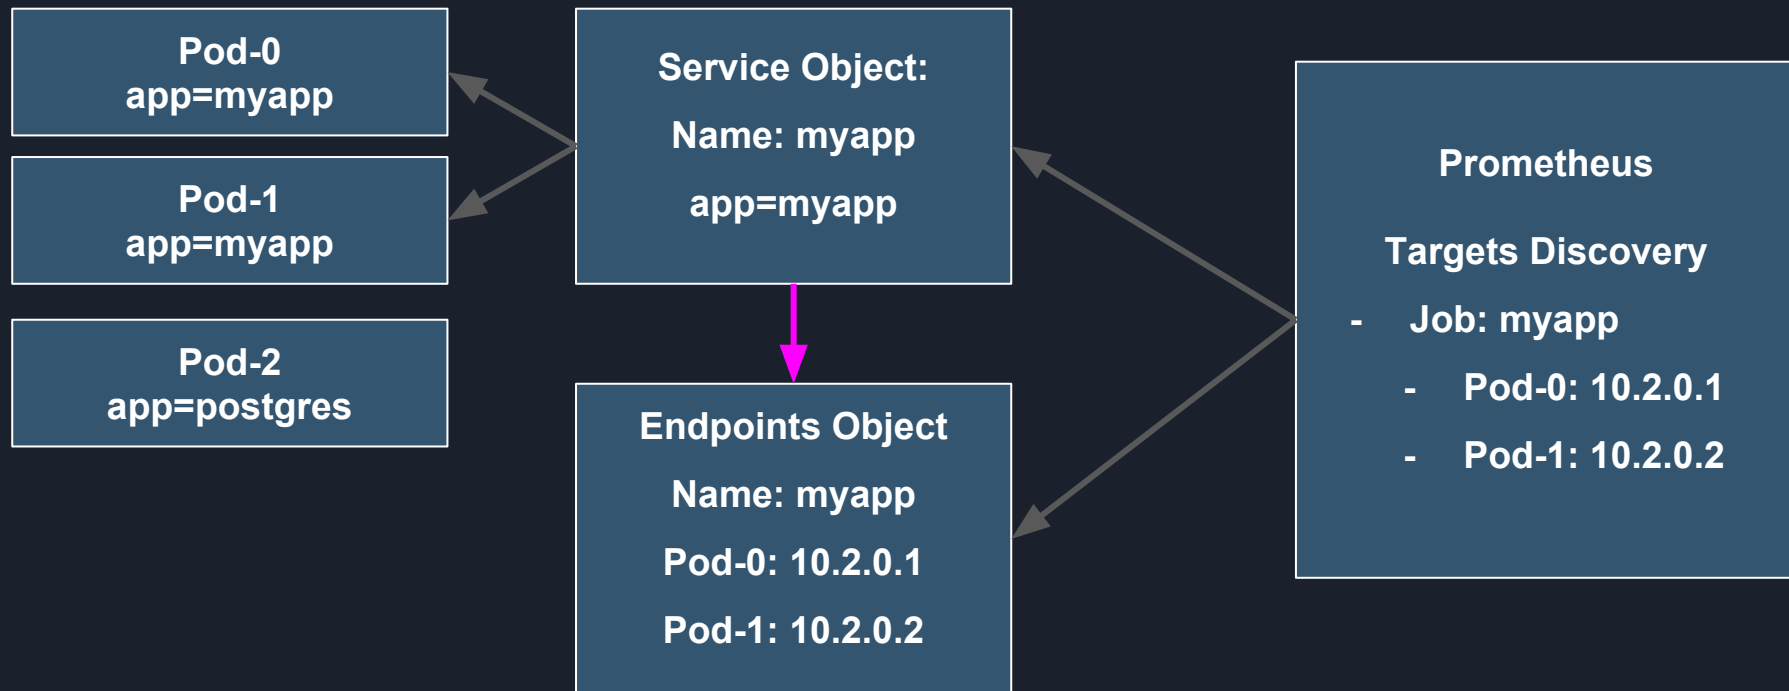 Pod-0
app=myapp
Pod-1
app=myapp
Pod-2
app=postgres
Service Object:
Name: myapp
app=myapp
Endpoints Object
Name: myapp
Pod-0: 10.2.0.1
Pod-1: 10.2.0.2
Prometheus
Targets Discovery
- Job: myapp
- Pod-0: 10.2.0.1
- Pod-1: 10.2.0.2